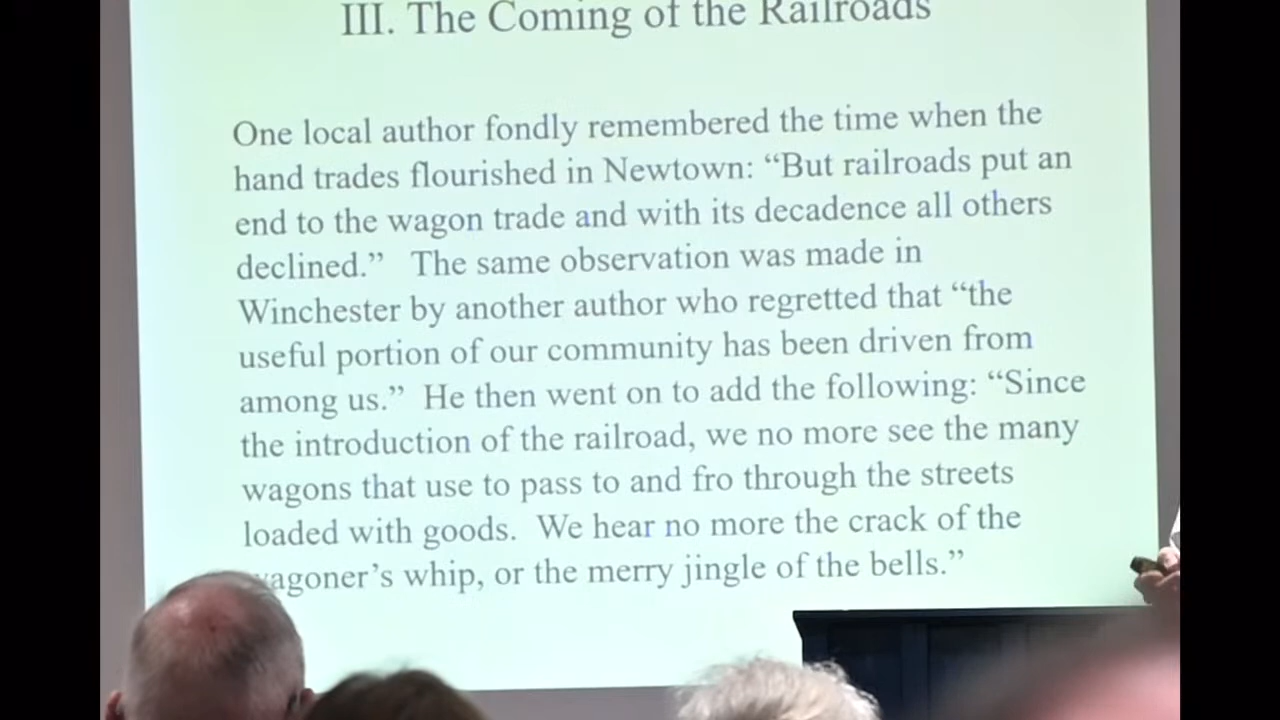 III. The Coming of the Railroads
One local author fondly remembered the time when the
hand trades flourished in Newtown: “But railroads put an
end to the wagon trade and with its decadence all others
declined.” The same observation was made in
Winchester by another author who regretted that “the
useful portion of our community has been driven from
among us.” He then went on to add the following: “Since
the introduction of the railroad, we no more see the many
wagons that use to pass to and fro through the streets
loaded with goods. We hear no more the crack of the
wagoner’s whip, or the merry jingle of the bells.”